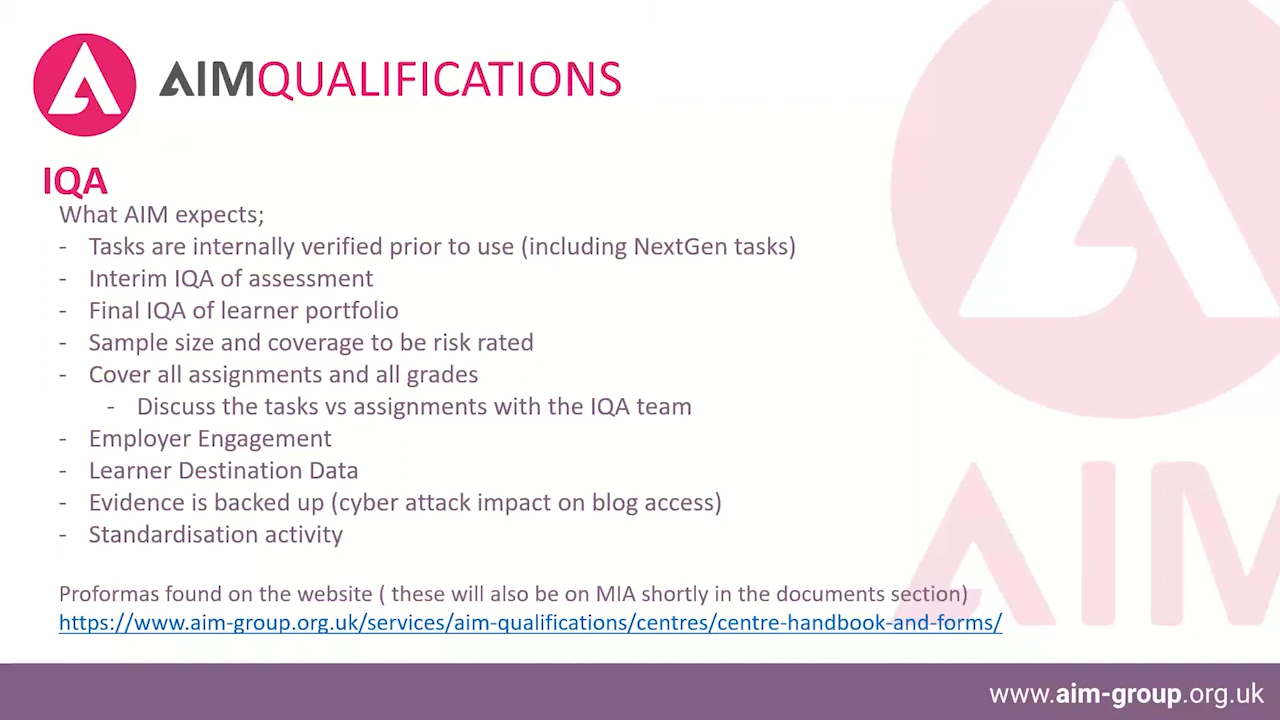 AIMQUALIFICATIONS
IQA
What AIM expects;
- Tasks are internally verified prior to use (including NextGen tasks)
- Interim IQA of assessment
- Final IQA of learner portfolio
- Sample size and coverage to be risk rated
- Cover all assignments and all grades
- Discuss the tasks vs assignments with the IQA team
- Employer Engagement
- Learner Destination Data
- Evidence is backed up (cyber attack impact on blog access)
- Standardisation activity
Proformas found on the website ( these will also be on MIA shortly in the documents section)
https://www.aim-group.org.uk/services/aim-qualifications/centres/centre-handbook-and-forms/
AIM
www.aim-group.org.uk